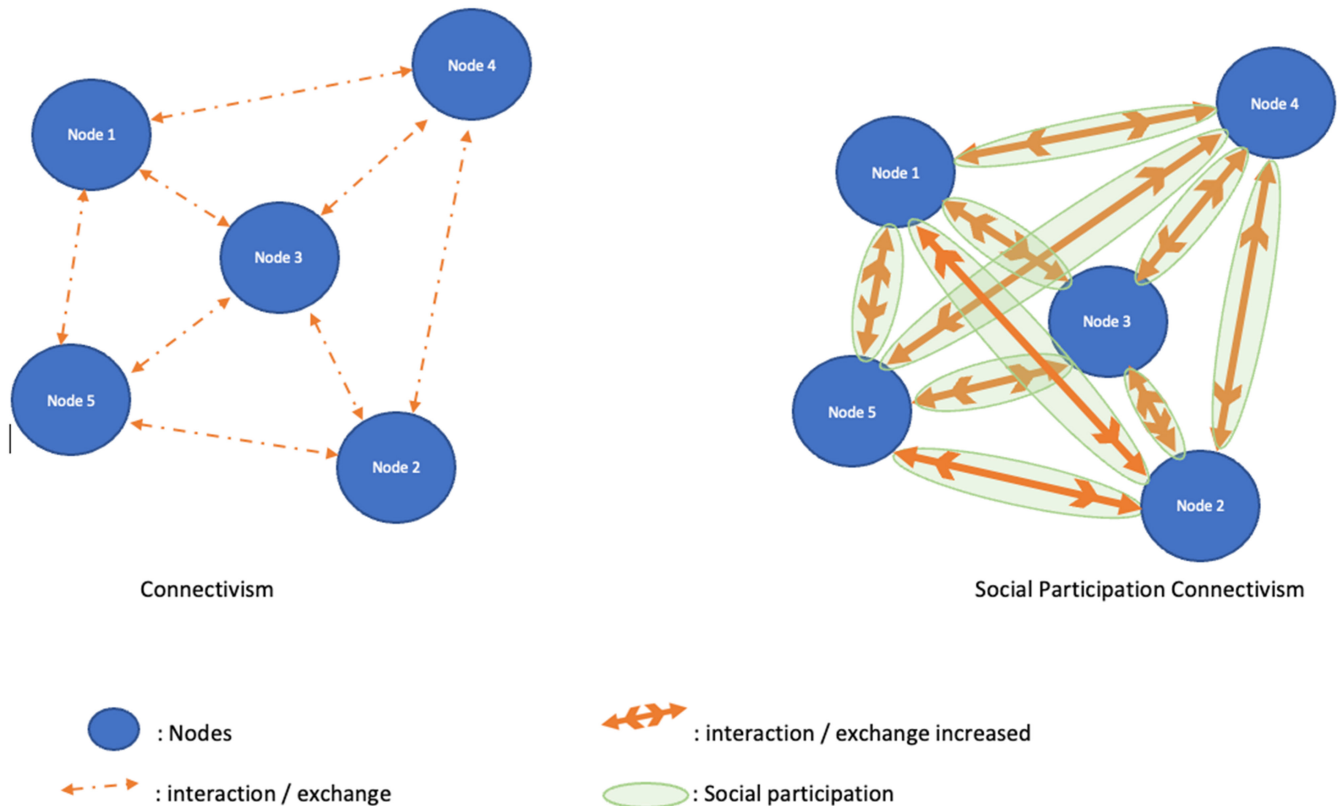 Node 4
Node 1
Node 3
Node 5
Node 2
Connectivism
Node 4
Node 1
Node 3
Node 5
Node 2
Social Participation Connectivism
: Nodes
: interaction / exchange increased
: interaction / exchange
: Social participation